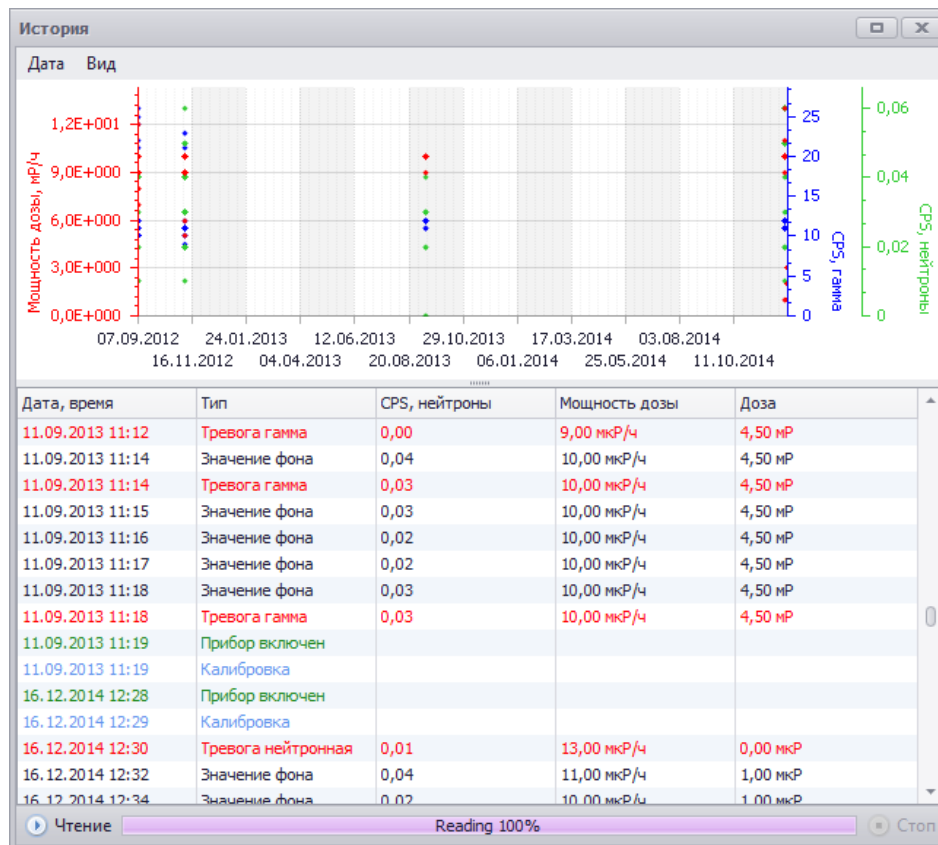 История
Дата Вид
Мощность дозы, мР/ч
1,2E+001
9,0E+000
6,0E+000
3,0E+000
0,0E+000
25
20
15
10
5
0
CPS, гамма
0,06
0,04
0,02
0
CPS, нейтроны
07.09.2012 24.01.2013 12.06.2013 29.10.2013 17.03.2014 03.08.2014
16.11.2012 04.04.2013 20.08.2013 06.01.2014 25.05.2014 11.10.2014
Дата, время Тип CPS, нейтроны Мощность дозы Доза
11.09.2013 11:12 Тревога гамма 0,00 9,00 мкР/ч 4,50 мР
11.09.2013 11:14 Значение фона 0,04 10,00 мкР/ч 4,50 мР
11.09.2013 11:14 Тревога гамма 0,03 10,00 мкР/ч 4,50 мР
11.09.2013 11:15 Значение фона 0,03 10,00 мкР/ч 4,50 мР
11.09.2013 11:16 Значение фона 0,02 10,00 мкР/ч 4,50 мР
11.09.2013 11:17 Значение фона 0,02 10,00 мкР/ч 4,50 мР
11.09.2013 11:18 Значение фона 0,03 10,00 мкР/ч 4,50 мР
11.09.2013 11:18 Тревога гамма 0,03 10,00 мкР/ч 4,50 мР
11.09.2013 11:19 Прибор включен
11.09.2013 11:19 Калибровка
16.12.2014 12:28 Прибор включен
16.12.2014 12:29 Калибровка
16.12.2014 12:30 Тревога нейтронная 0,01 13,00 мкР/ч 0,00 мкР
16.12.2014 12:32 Значение фона 0,04 11,00 мкР/ч 1,00 мкР
16.12.2014 12:34 Значение фона 0,02 10,00 мкР/ч 1,00 мкР
Чтение Reading 100% Стоп